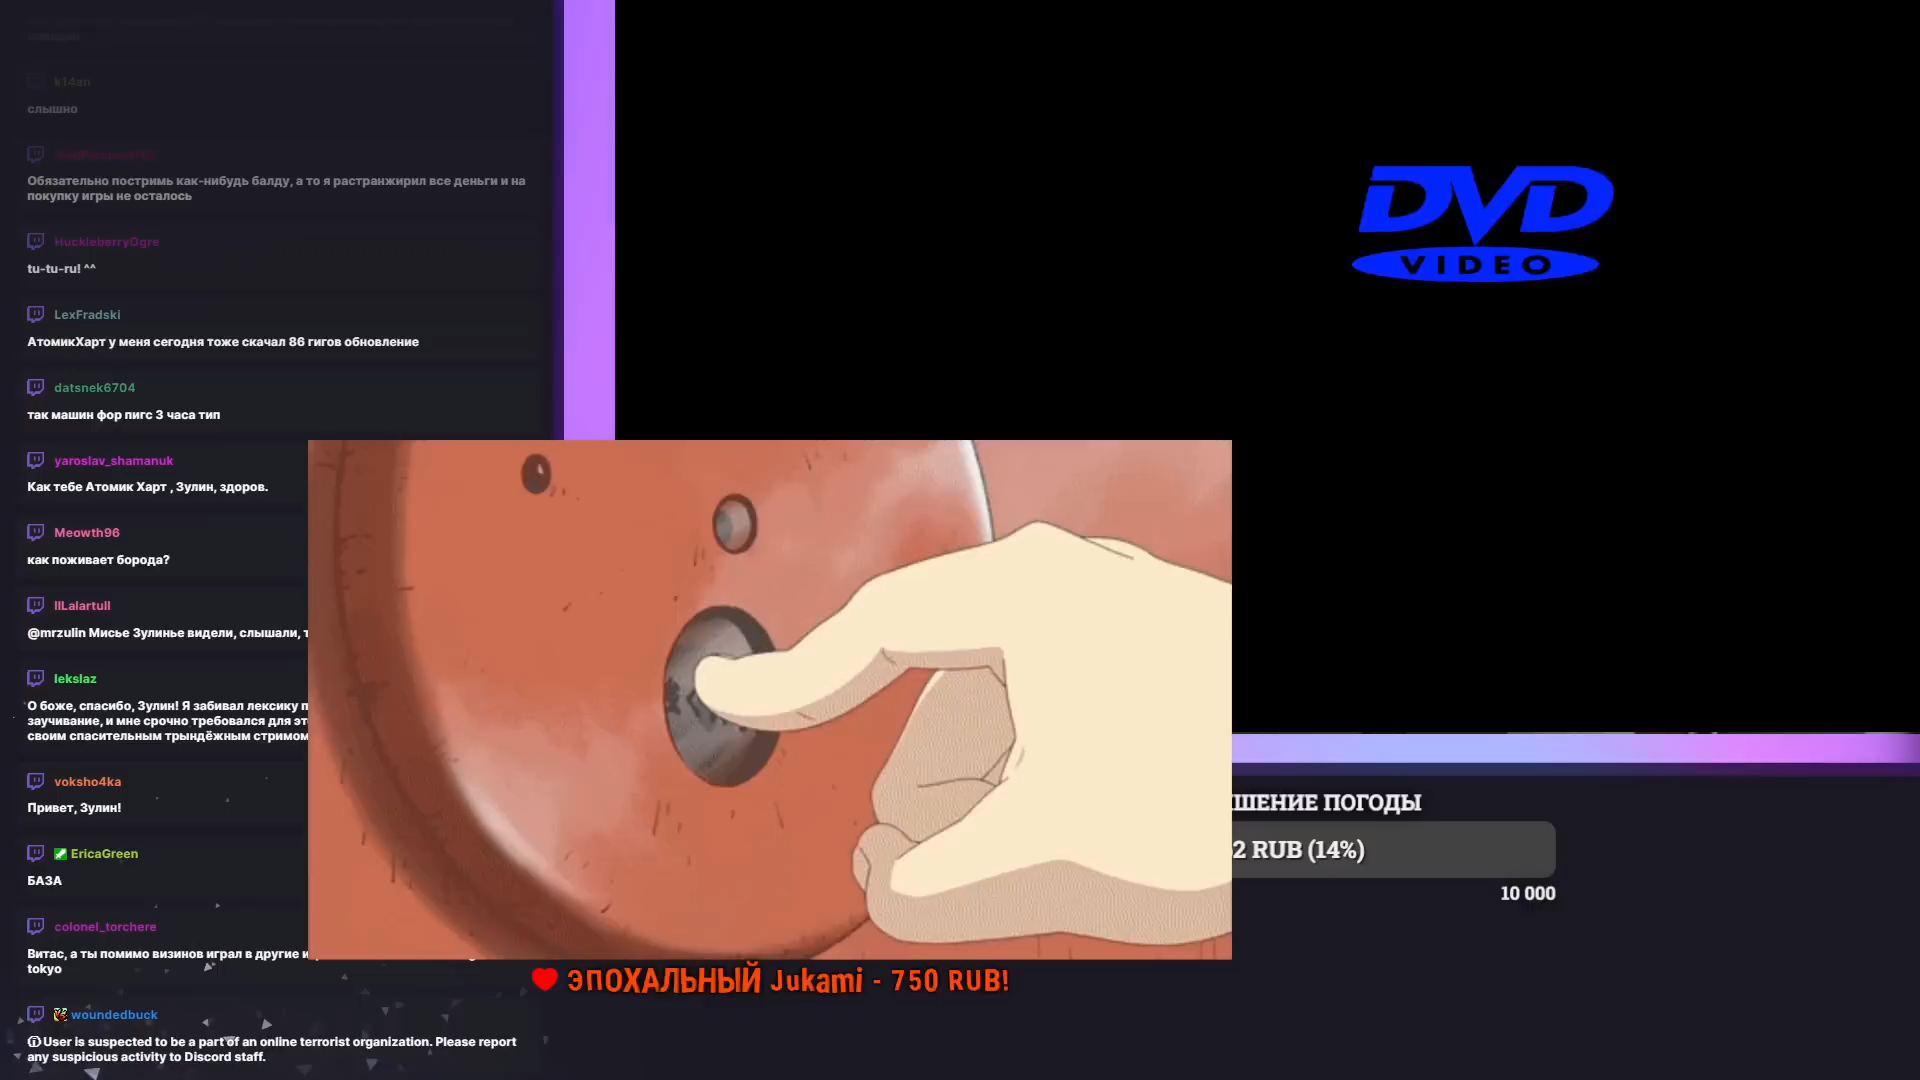 k14an
слышно
Обязательно постримь как-нибудь балду, а то я растранжирил все деньги и на
покупку игры не осталось
HuckleberryOgre
tu-tu-ru! ^^
LexFradski
АтомикХарт у меня сегодня тоже скачал 86 гигов обновление
datsnek6704
так машин фор пигс 3 часа тип
yaroslav_shamanuk
Как тебе Атомик Харт , Зулин, здоров.
Meowth96
как поживает борода?
@mrzulin Мисье Зулинье видели, слышали,
lekslaz
О боже, спасибо, Зулин! Я забивал лексику
заучивание, и мне срочно требовался для
своим спасительным трындёжным стримом
voksho4ka
Привет, Зулин!
EricaGreen
БАЗА
colonel_torchere
Витас, а ты помимо визинов играл в другие
tokyo
woundedbuck
User is suspected to be a part of an online terrorist organization. Please report
any suspicious activity to Discord staff.
DVD
VIDEO
ШЕНИЕ ПОГОДЫ
2 RUB (14%)
10 000
ЭПОХАЛЬНЫЙ Jukami - 750 RUB!